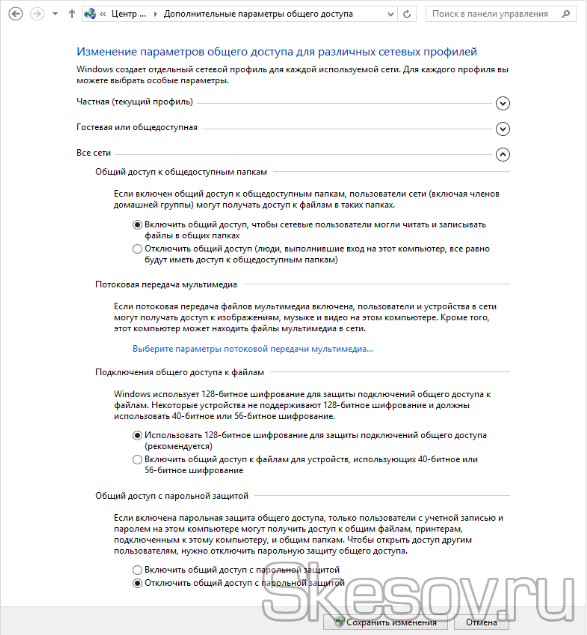 Центр ... Дополнительные параметры общего доступа
Поиск в панели управления
Изменение параметров общего доступа для различных сетевых профилей
Windows создает отдельный сетевой профиль для каждой используемой сети. Для каждого профиля вы
можете выбрать особые параметры.
Частная (текущий профиль)
Гостевая или общедоступная
Все сети
Общий доступ к общедоступным папкам
Если включен общий доступ к общедоступным папкам, пользователи сети (включая членов
домашней группы) могут получать доступ к файлам в таких папках.
Включить общий доступ, чтобы сетевые пользователи могли читать и записывать
файлы в общих папках
Отключить общий доступ (люди, выполнившие вход на этот компьютер, все равно
будут иметь доступ к общедоступным папкам)
Потоковая передача мультимедиа
Если потоковая передача файлов мультимедиа включена, пользователи и устройства в сети
могут получать доступ к изображениям, музыке и видео на этом компьютере. Кроме того,
этот компьютер может находить файлы мультимедиа в сети.
Выберите параметры потоковой передачи мультимедиа...
Подключения общего доступа к файлам
Windows использует 128-битное шифрование для защиты подключений общего доступа к
файлам. Некоторые устройства не поддерживают 128-битное шифрование и должны
использовать 40-битное или 56-битное шифрование.
Использовать 128-битное шифрование для защиты подключений общего доступа
(рекомендуется)
Включить общий доступ к файлам для устройств, использующих 40-битное или
56-битное шифрование
Общий доступ с парольной защитой
Если включена парольная защита общего доступа, только пользователи с учетной записью и
паролем на этом компьютере могут получить доступ к общим файлам, принтерам,
подключенным к этому компьютеру, и общим папкам. Чтобы открыть доступ другим
пользователям, нужно отключить парольную защиту общего доступа.
Включить общий доступ с парольной защитой
Отключить общий доступ с парольной защитой
Skesov.ru
Сохранить изменения
Отмена